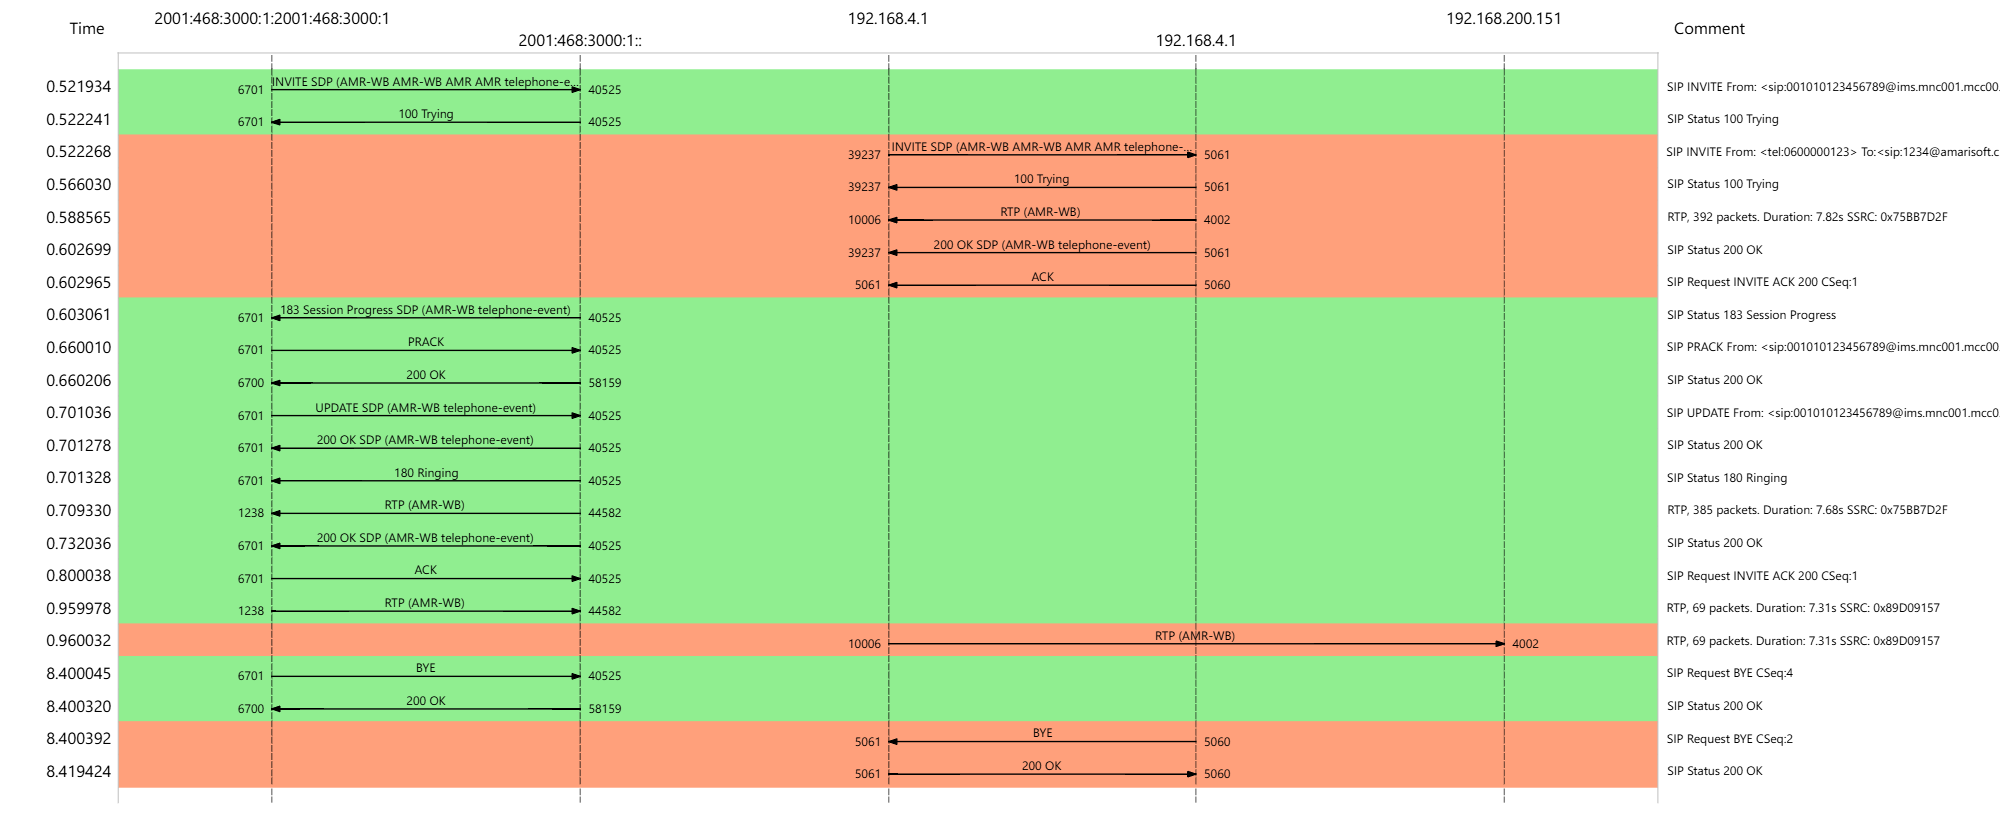 Time 2001:468:3000:1:2001:468:3000:1 192.168.4.1 192.168.200.151 Comment
2001:468:3000:1:: 192.168.4.1
0.521934 6701 INVITE SDP (AMR-WB AMR-WB AMR AMR telephone-e... 40525 SIP INVITE From: <sip:001010123456789@ims.mnc001.mcc00
0.522241 6701 100 Trying 40525 SIP Status 100 Trying
0.522268 39237 INVITE SDP (AMR-WB AMR-WB AMR AMR telephone-... 5061 SIP INVITE From: <tel:0600000123> To:<sip:1234@amarisoft.c
0.566030 39237 100 Trying 5061 SIP Status 100 Trying
0.588565 10006 RTP (AMR-WB) 4002 RTP, 392 packets. Duration: 7.82s SSRC: 0x75BB7D2F
0.602699 39237 200 OK SDP (AMR-WB telephone-event) 5061 SIP Status 200 OK
0.602965 5061 ACK 5060 SIP Request INVITE ACK 200 CSeq:1
0.603061 6701 183 Session Progress SDP (AMR-WB telephone-event) 40525 SIP Status 183 Session Progress
0.660010 6701 PRACK 40525 SIP PRACK From: <sip:001010123456789@ims.mnc001.mcc00
0.660206 6700 200 OK 58159 SIP Status 200 OK
0.701036 6701 UPDATE SDP (AMR-WB telephone-event) 40525 SIP UPDATE From: <sip:001010123456789@ims.mnc001.mcc0
0.701278 6701 200 OK SDP (AMR-WB telephone-event) 40525 SIP Status 200 OK
0.701328 6701 180 Ringing 40525 SIP Status 180 Ringing
0.709330 1238 RTP (AMR-WB) 44582 RTP, 385 packets. Duration: 7.68s SSRC: 0x75BB7D2F
0.732036 6701 200 OK SDP (AMR-WB telephone-event) 40525 SIP Status 200 OK
0.800038 6701 ACK 40525 SIP Request INVITE ACK 200 CSeq:1
0.959978 1238 RTP (AMR-WB) 44582 RTP, 69 packets. Duration: 7.31s SSRC: 0x89D09157
0.960032 10006 RTP (AMR-WB) 4002 RTP, 69 packets. Duration: 7.31s SSRC: 0x89D09157
8.400045 6701 BYE 40525 SIP Request BYE CSeq:4
8.400320 6700 200 OK 58159 SIP Status 200 OK
8.400392 5061 BYE 5060 SIP Request BYE CSeq:2
8.419424 5061 200 OK 5060 SIP Status 200 OK